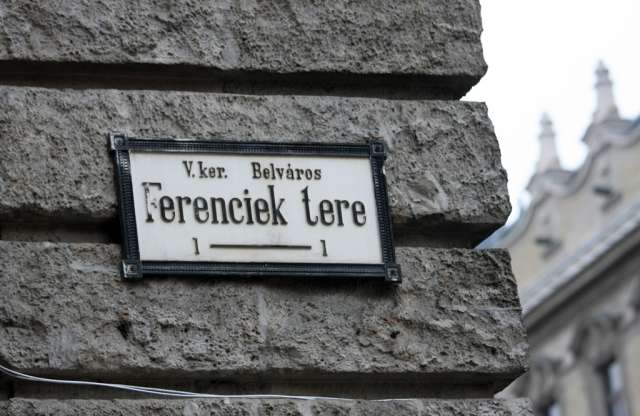 V. ker. Belváros
Ferenciek tere
1 — 1